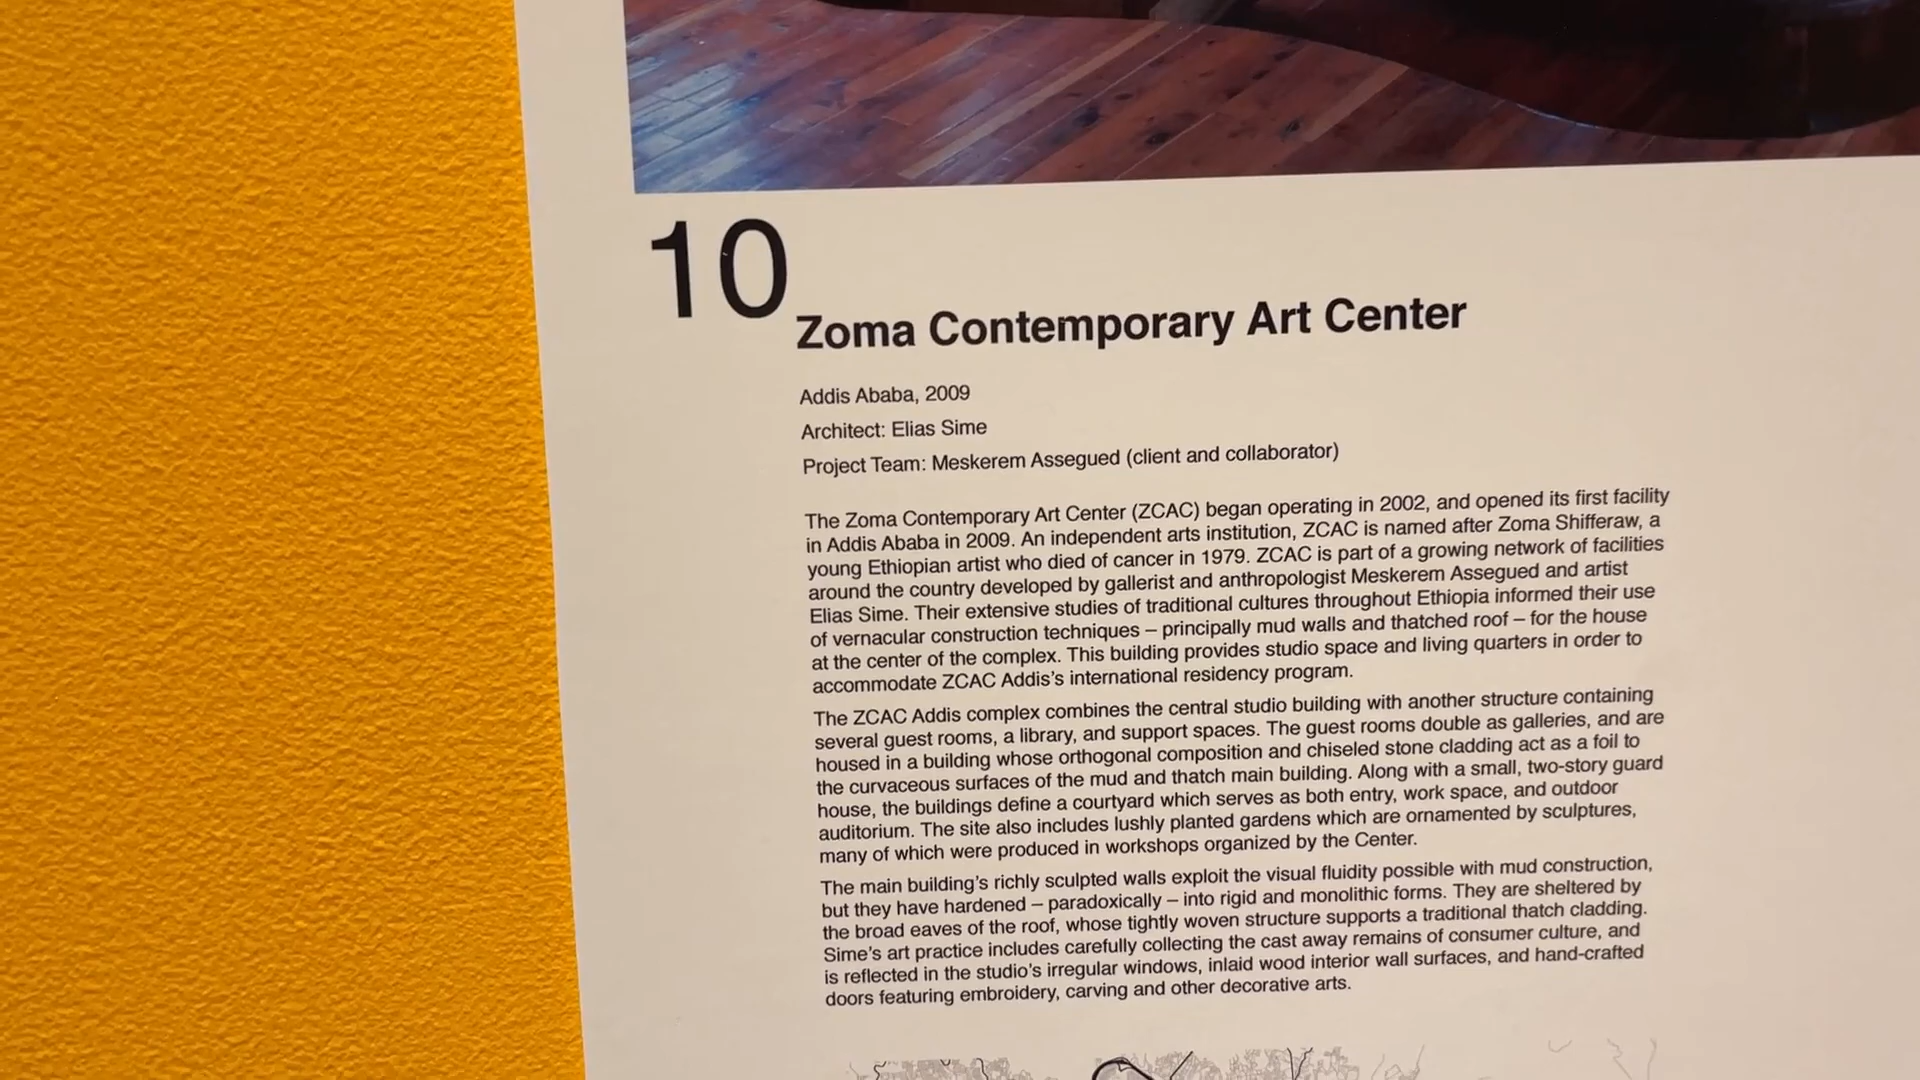 10
Zoma Contemporary Art Center
Addis Ababa, 2009
Architect: Elias Sime
Project Team: Meskerem Assegued (client and collaborator)
The Zoma Contemporary Art Center (ZCAC) began operating in 2002, and opened its first facility
in Addis Ababa in 2009. An independent arts institution, ZCAC is named after Zoma Shifferaw, a
young Ethiopian artist who died of cancer in 1979. ZCAC is part of a growing network of facilities
around the country developed by gallerist and anthropologist Meskerem Assegued and artist
Elias Sime. Their extensive studies of traditional cultures throughout Ethiopia informed their use
of vernacular construction techniques – principally mud walls and thatched roof – for the house
at the center of the complex. This building provides studio space and living quarters in order to
accommodate ZCAC Addis’s international residency program.
The ZCAC Addis complex combines the central studio building with another structure containing
several guest rooms, a library, and support spaces. The guest rooms double as galleries, and are
housed in a building whose orthogonal composition and chiseled stone cladding act as a foil to
the curvaceous surfaces of the mud and thatch main building. Along with a small, two-story guard
house, the buildings define a courtyard which serves as both entry, work space, and outdoor
auditorium. The site also includes lushly planted gardens which are ornamented by sculptures,
many of which were produced in workshops organized by the Center.
The main building’s richly sculpted walls exploit the visual fluidity possible with mud construction,
but they have hardened – paradoxically – into rigid and monolithic forms. They are sheltered by
the broad eaves of the roof, whose tightly woven structure supports a traditional thatch cladding.
Sime’s art practice includes carefully collecting the cast away remains of consumer culture, and
is reflected in the studio’s irregular windows, inlaid wood interior wall surfaces, and hand-crafted
doors featuring embroidery, carving and other decorative arts.